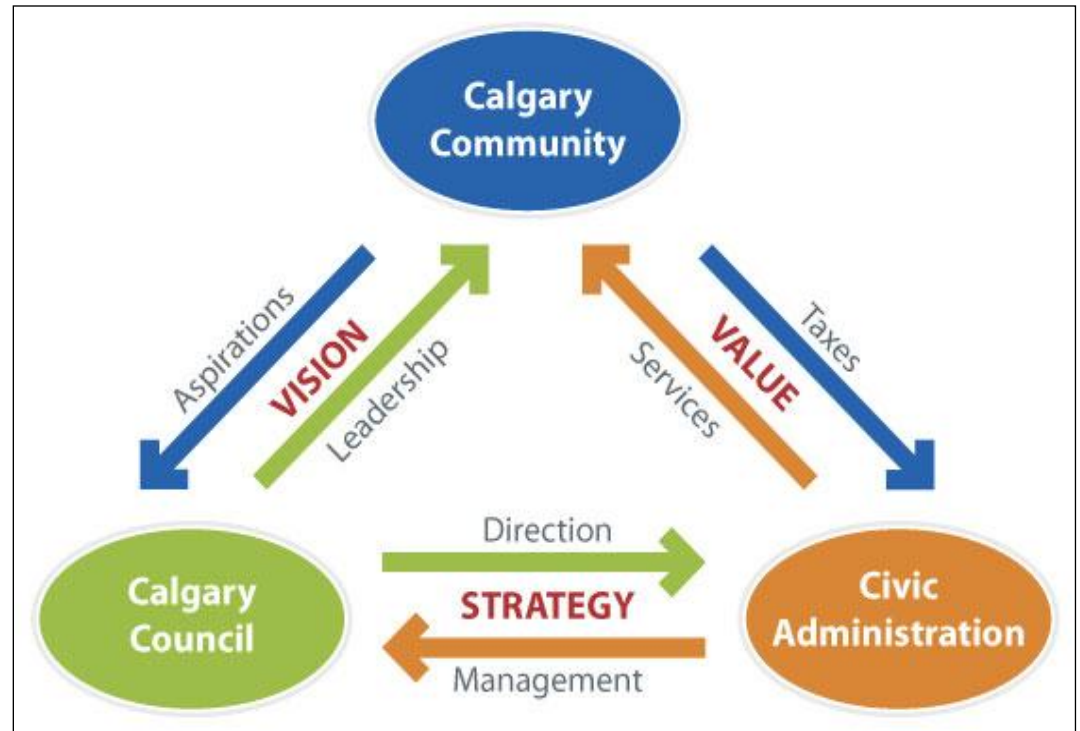 Calgary
Community
Aspirations
VISION
Leadership
Services
VALUE
Taxes
Direction
STRATEGY
Management
Calgary
Council
Civic
Administration